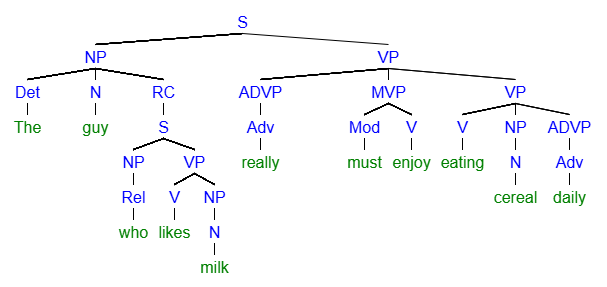 S
NP VP
Det N RC ADVP MVP VP
The guy S Adv Mod V V NP ADVP
NP VP really must enjoy eating N Adv
Rel V NP cereal daily
who likes N
milk